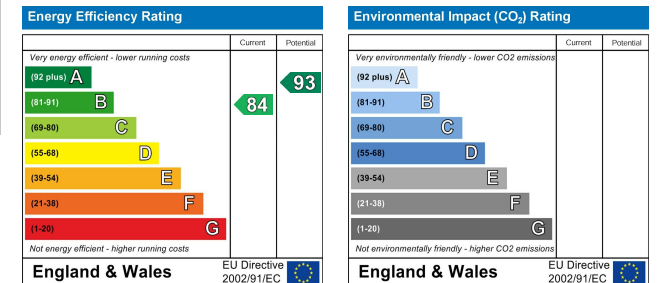 Energy Efficiency Rating
Current Potential
Very energy efficient - lower running costs
(92 plus) A
93
(81-91) B
84
(69-80) C
(55-68) D
(39-54) E
(21-38) F
(1-20) G
Not energy efficient - higher running costs
England & Wales
EU Directive
2002/91/EC
Environmental Impact (CO₂) Rating
Current Potential
Very environmentally friendly - lower CO2 emissions
(92 plus) A
(81-91) B
(69-80) C
(55-68) D
(39-54) E
(21-38) F
(1-20) G
Not environmentally friendly - higher CO2 emissions
England & Wales
EU Directive
2002/91/EC